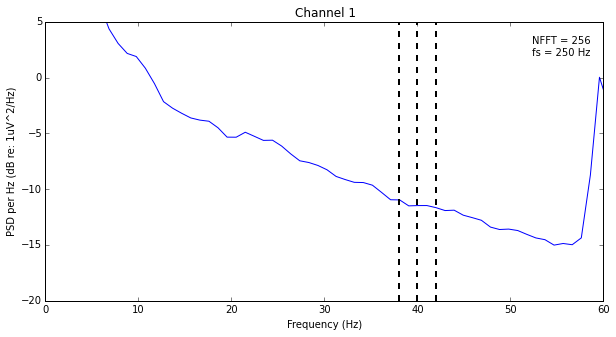 Channel 1
NFFT = 256
fs = 250 Hz
PSD per Hz (dB re: 1uV^2/Hz)
5
0
−5
−10
−15
−20
0 10 20 30 40 50 60
Frequency (Hz)